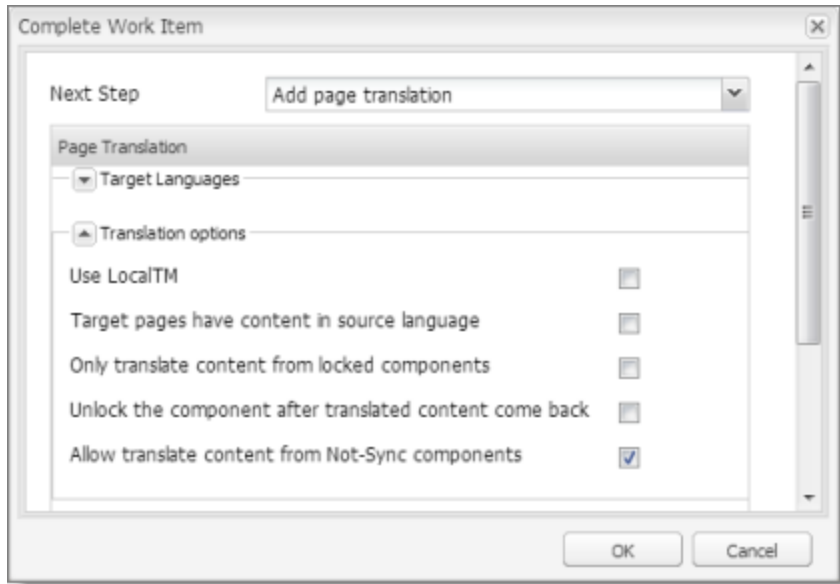 Complete Work Item
Next Step Add page translation
Page Translation
Target Languages
Translation options
Use LocalTM
Target pages have content in source language
Only translate content from locked components
Unlock the component after translated content come back
Allow translate content from Not-Sync components
OK Cancel